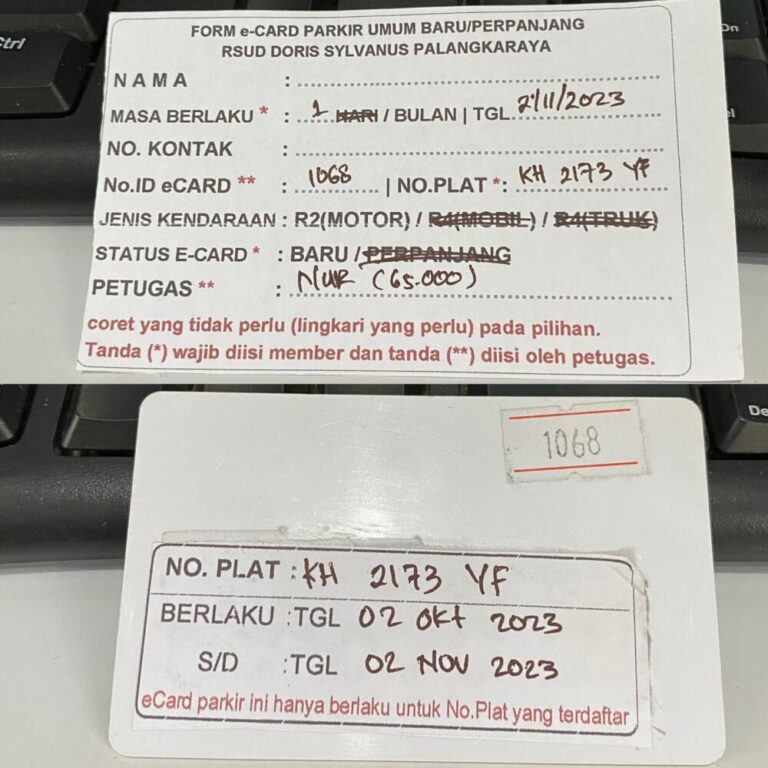 Ctrl
FORM e-CARD PARKIR UMUM BARU/PERPANJANG
RSUD DORIS SYLVANUS PALANGKARAYA
NAMA :
MASA BERLAKU * : 1 HARI / BULAN | TGL. 2/11/2023
NO. KONTAK :
No.ID eCARD ** : 1068 | NO.PLAT *: KH 2173 YF
JENIS KENDARAAN : R2(MOTOR) / R4(MOBIL) / R4(TRUK)
STATUS E-CARD * : BARU / PERPANJANG
PETUGAS ** : NUR (65.000)
coret yang tidak perlu (lingkari yang perlu) pada pilihan.
Tanda (*) wajib diisi member dan tanda (**) diisi oleh petugas.
1068
NO. PLAT : KH 2173 YF
BERLAKU : TGL 02 OKt 2023
S/D : TGL 02 NOV 2023
eCard parkir ini hanya berlaku untuk No.Plat yang terdaftar